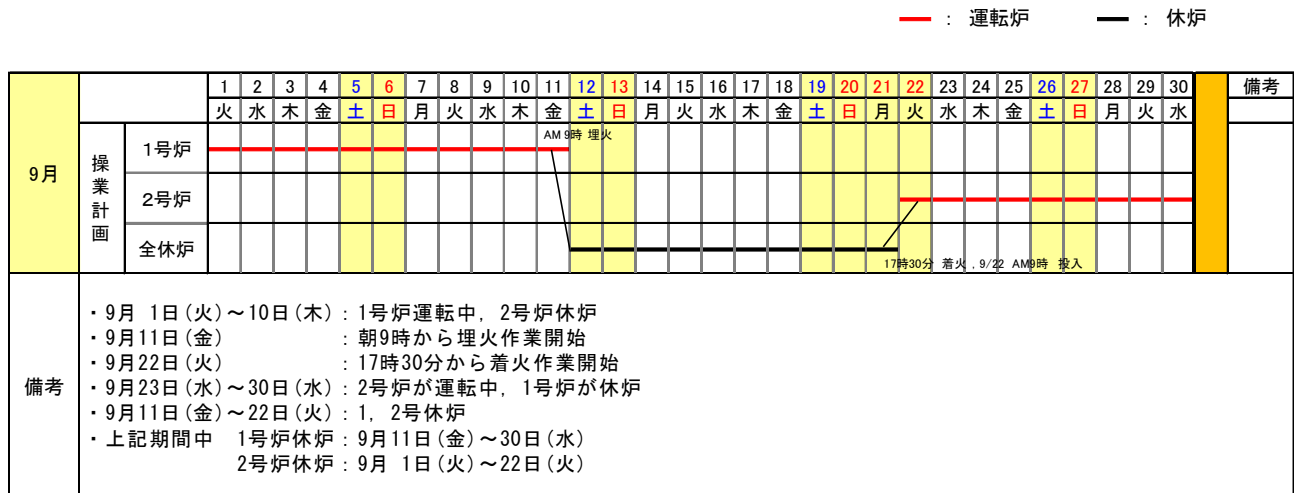 ： 運転炉　： 休炉
9月
1 2 3 4 5 6 7 8 9 10 11 12 13 14 15 16 17 18 19 20 21 22 23 24 25 26 27 28 29 30 備考
火 水 木 金 土 日 月 火 水 木 金 土 日 月 火 水 木 金 土 日 月 火 水 木 金 土 日 月 火 水
操業計画
1号炉
AM 9時 埋火
2号炉
全休炉
17時30分 着火 , 9/22 AM9時 投入
備考
・9月 1日(火)～10日(木)：1号炉運転中, 2号炉休炉
・9月11日(金)　　　　　：朝9時から埋火作業開始
・9月22日(火)　　　　　：17時30分から着火作業開始
・9月23日(水)～30日(水)：2号炉が運転中, 1号炉が休炉
・9月11日(金)～22日(火)：1, 2号休炉
・上記期間中　1号炉休炉：9月11日(金)～30日(水)
2号炉休炉：9月 1日(火)～22日(火)